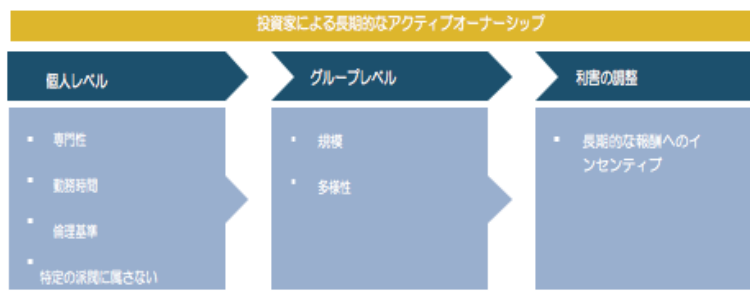 投資家による長期的なアクティブオーナーシップ
個人レベル
専門性
勤務時間
倫理基準
特定の派閥に属さない
グループレベル
規模
多様性
利害の調整
長期的な報酬へのイ
ンセンティブ